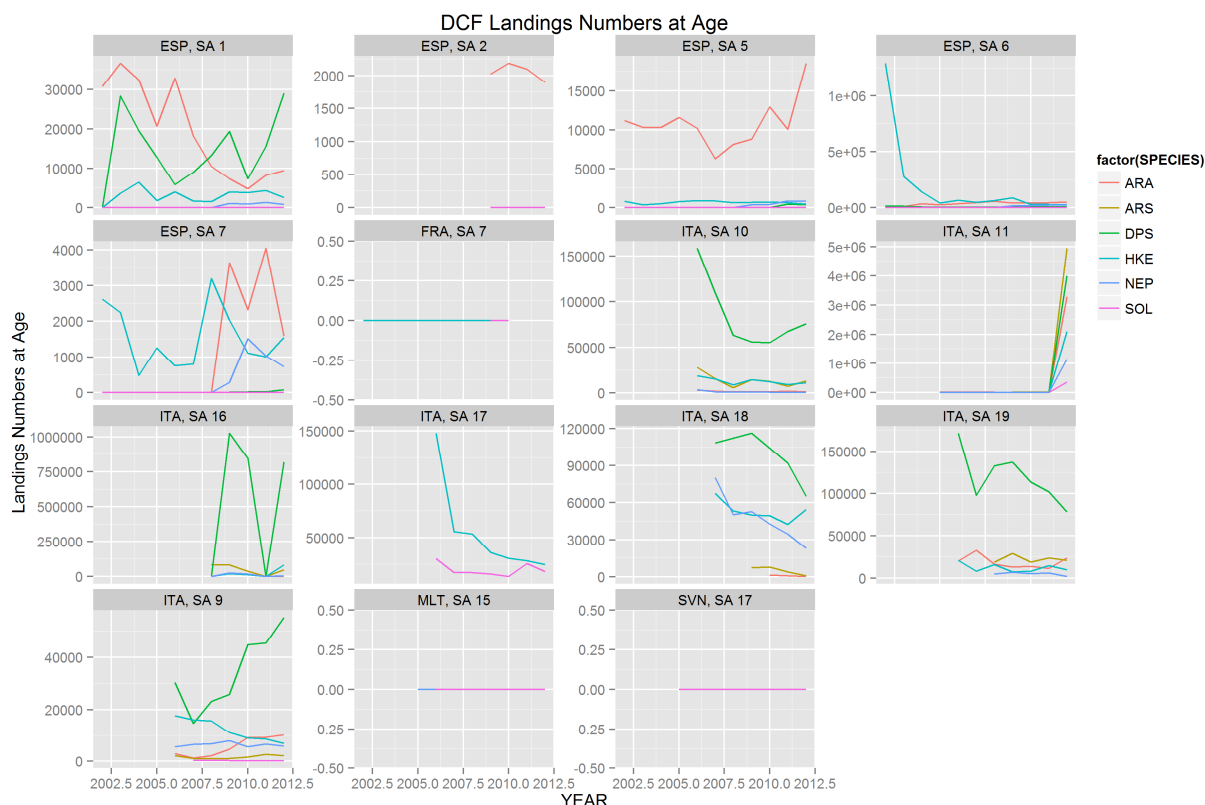 DCF Landings Numbers at Age
ESP, SA 1
ESP, SA 2
ESP, SA 5
ESP, SA 6
30000
20000
10000
0
2000
1500
1000
500
0
15000
10000
5000
0
1e+06
5e+05
0e+00
ESP, SA 7
FRA, SA 7
ITA, SA 10
ITA, SA 11
4000
3000
2000
1000
0
0.50
0.25
0.00
-0.25
-0.50
150000
100000
50000
0
5e+06
4e+06
3e+06
2e+06
1e+06
0e+00
ITA, SA 16
ITA, SA 17
ITA, SA 18
ITA, SA 19
1000000
750000
500000
250000
0
150000
100000
50000
0
120000
90000
60000
30000
0
150000
100000
50000
0
ITA, SA 9
MLT, SA 15
SVN, SA 17
40000
20000
0
0.50
0.25
0.00
0.25
-0.50
0.50
0.25
0.00
0.25
-0.50
2002.5 2005.0 2007.5 2010.0 2012.5
2002.5 2005.0 2007.5 2010.0 2012.5
2002.5 2005.0 2007.5 2010.0 2012.5
YEAR
Landings Numbers at Age
factor(SPECIES)
ARA
ARS
DPS
HKE
NEP
SOL